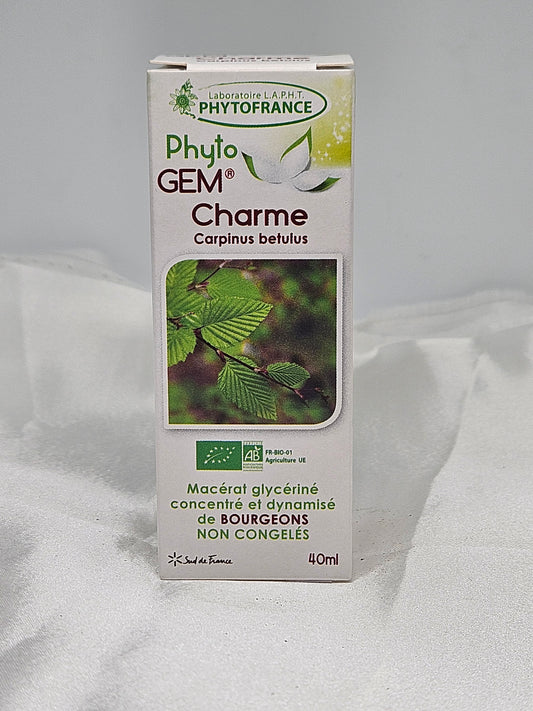 Laboratoire L.A.P.H.T.
PHYTOFRANCE
Phyto
GEM®
Charme
Carpinus betulus
AB
FR-BIO-01
Agriculture UE
Macérat glycériné
concentré et dynamisé
de BOURGEONS
NON CONGELÉS
Sud de France
40ml